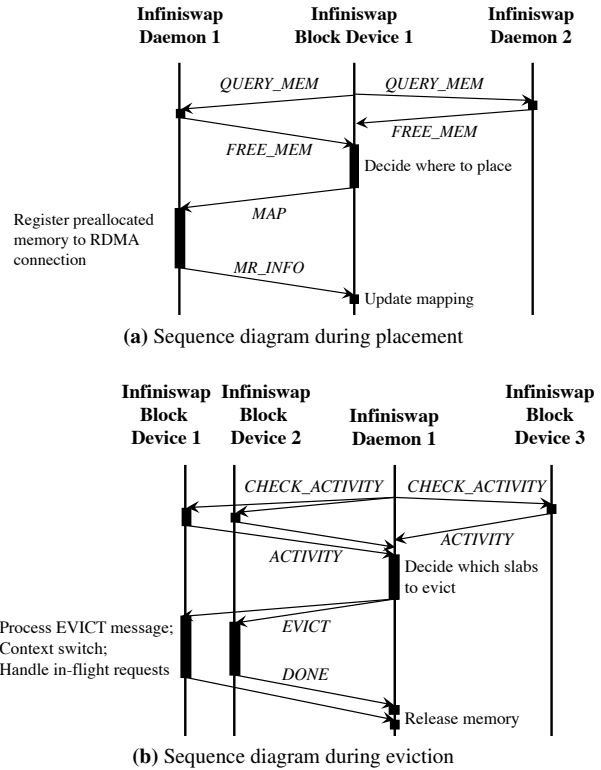 Infiniswap
Daemon 1
Infiniswap
Block Device 1
Infiniswap
Daemon 2
QUERY_MEM
QUERY_MEM
FREE_MEM
FREE_MEM
Decide where to place
MAP
Register preallocated
memory to RDMA
connection
MR_INFO
Update mapping
(a) Sequence diagram during placement
Infiniswap
Block
Device 1
Infiniswap
Block
Device 2
Infiniswap
Daemon 1
Infiniswap
Block
Device 3
CHECK_ACTIVITY
CHECK_ACTIVITY
ACTIVITY
ACTIVITY
Decide which slabs
to evict
Process EVICT message;
Context switch;
Handle in-flight requests
EVICT
DONE
Release memory
(b) Sequence diagram during eviction